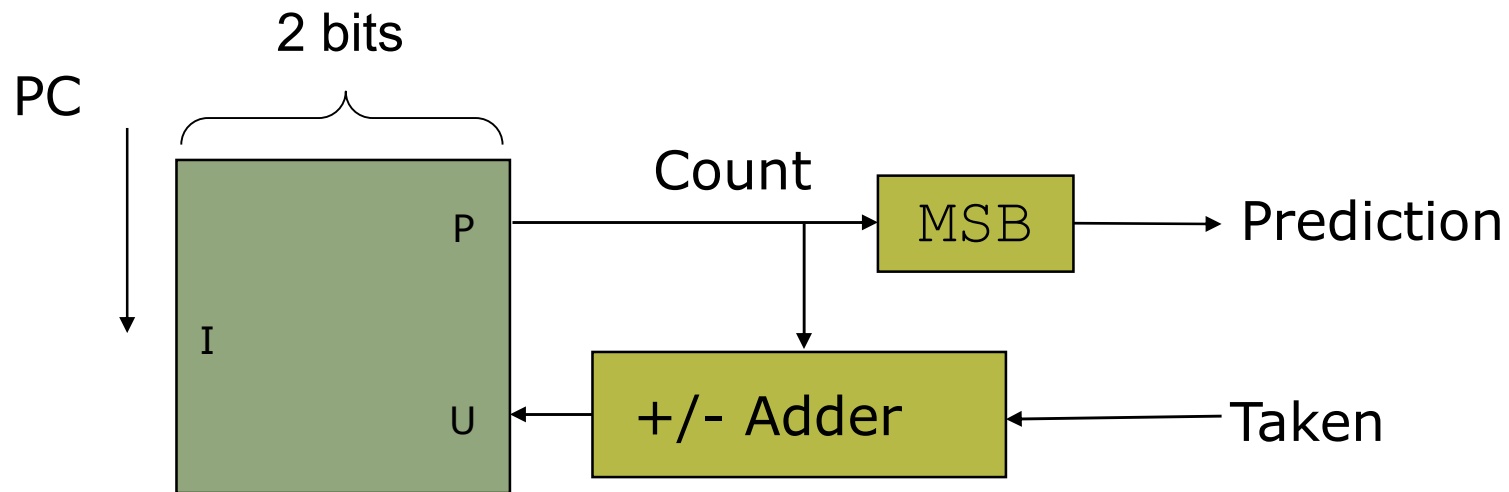 2 bits
PC
Count
P
MSB
Prediction
I
U
+/- Adder
Taken